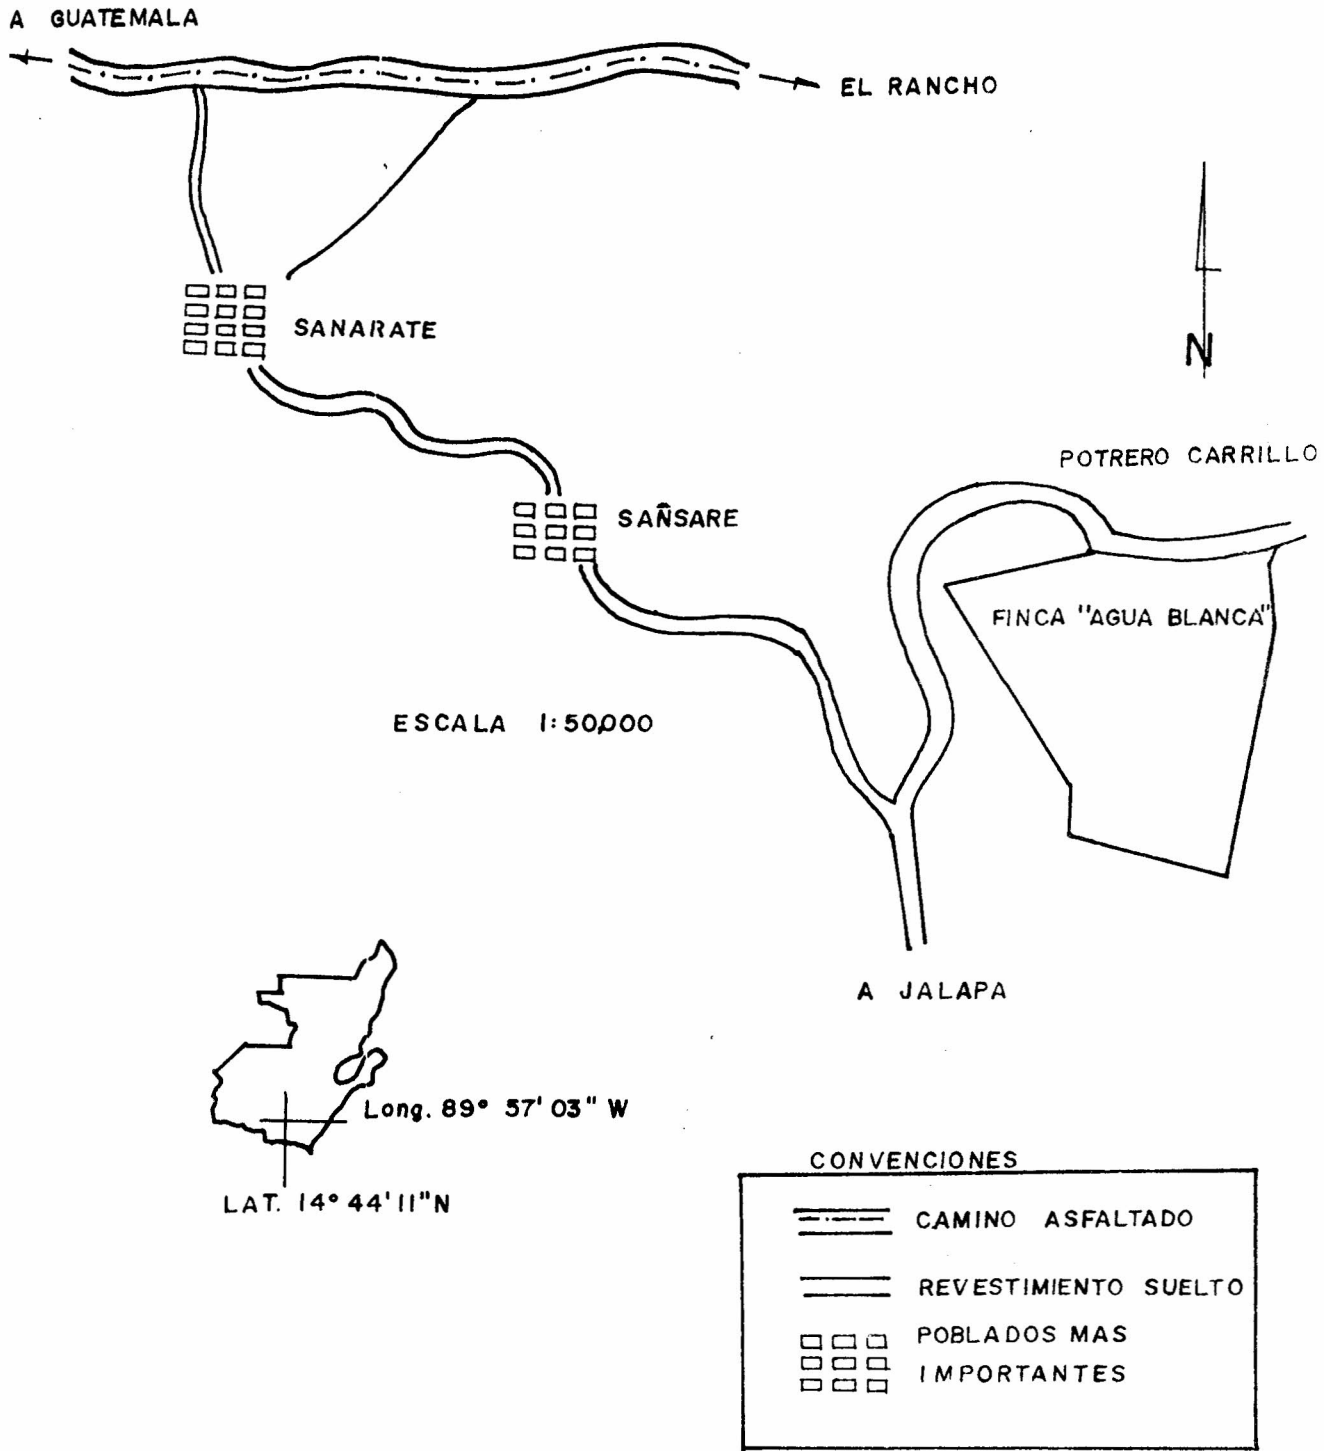 A GUATEMALA
EL RANCHO
SANARATE
N
POTRERO CARRILLO
SAÑSARE
FINCA "AGUA BLANCA"
ESCALA 1:50,000
A JALAPA
Long. 89° 57' 03" W
LAT. 14° 44' 11" N
CONVENCIONES
CAMINO ASFALTADO
REVESTIMIENTO SUELTO
POBLADOS MAS
IMPORTANTES